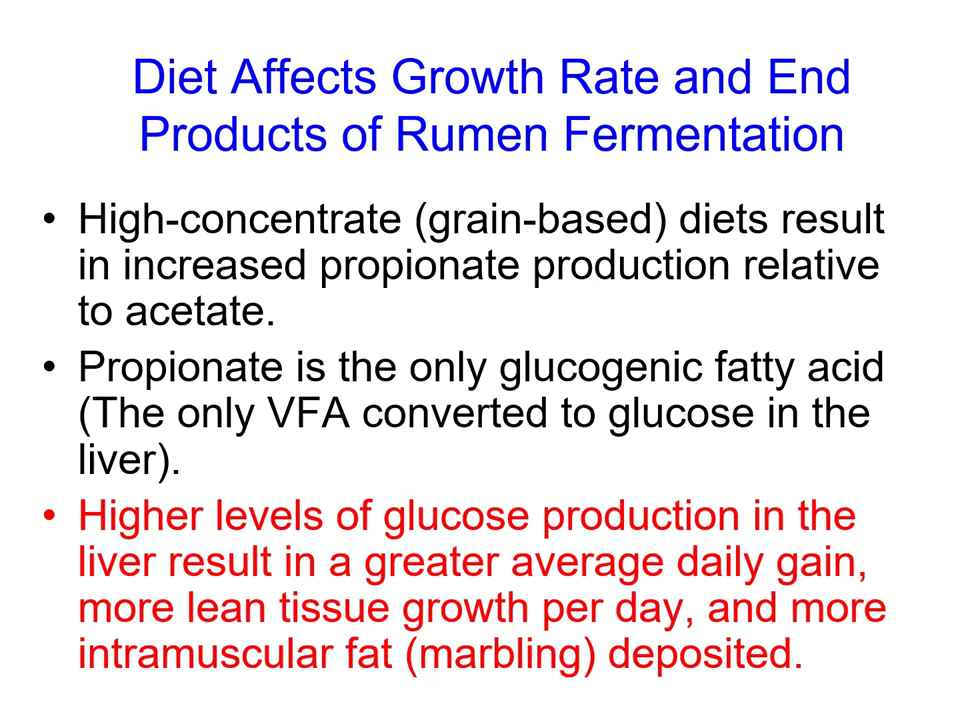 Diet Affects Growth Rate and End
Products of Rumen Fermentation
• High-concentrate (grain-based) diets result
in increased propionate production relative
to acetate.
• Propionate is the only glucogenic fatty acid
(The only VFA converted to glucose in the
liver).
• Higher levels of glucose production in the
liver result in a greater average daily gain,
more lean tissue growth per day, and more
intramuscular fat (marbling) deposited.